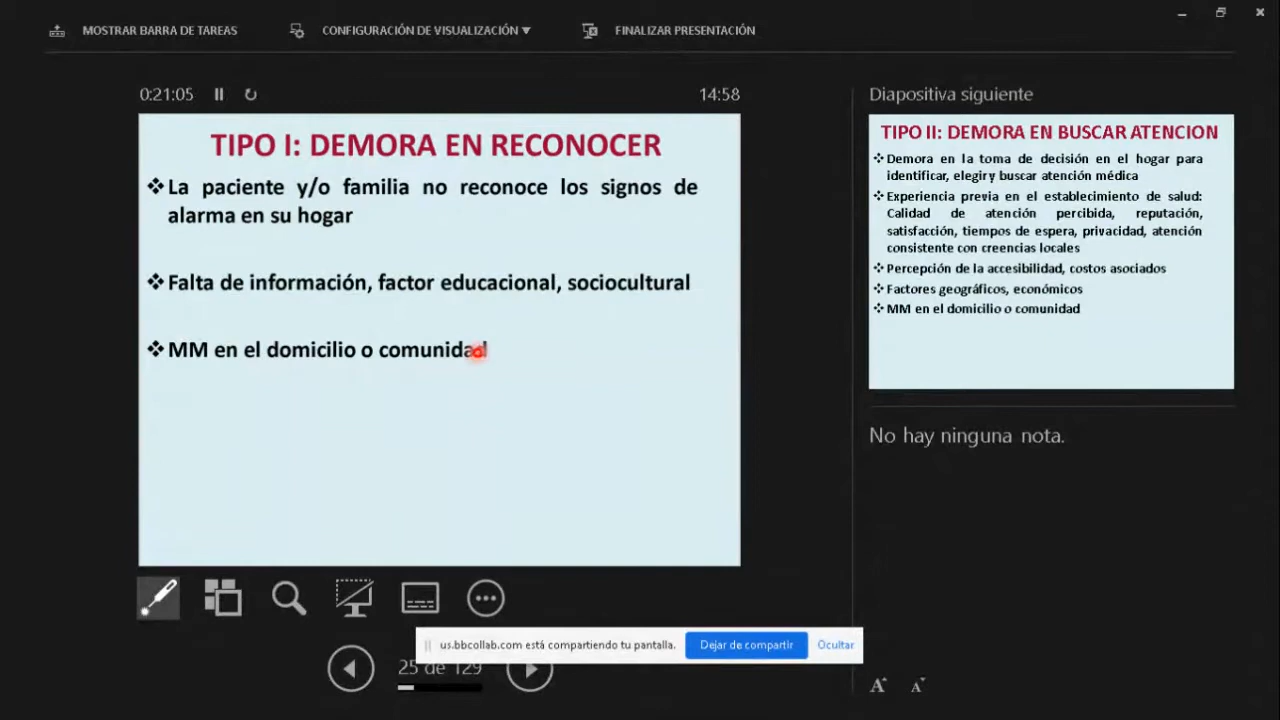 MOSTRAR BARRA DE TAREAS
CONFIGURACIÓN DE VISUALIZACIÓN ▼
FINALIZAR PRESENTACIÓN
0:21:05
14:58
TIPO I: DEMORA EN RECONOCER
❖La paciente y/o familia no reconoce los signos de
alarma en su hogar
❖Falta de información, factor educacional, sociocultural
❖MM en el domicilio o comunidad
Diapositiva siguiente
TIPO II: DEMORA EN BUSCAR ATENCION
❖Demora en la toma de decisión en el hogar para
identificar, elegir y buscar atención médica
❖Experiencia previa en el establecimiento de salud:
Calidad de atención percibida, reputación,
satisfacción, tiempos de espera, privacidad, atención
consistente con creencias locales
❖Percepción de la accesibilidad, costos asociados
❖Factores geográficos, económicos
❖MM en el domicilio o comunidad
No hay ninguna nota.
us.bbcollab.com está compartiendo tu pantalla.
Dejar de compartir
Ocultar
25 de 129
A A